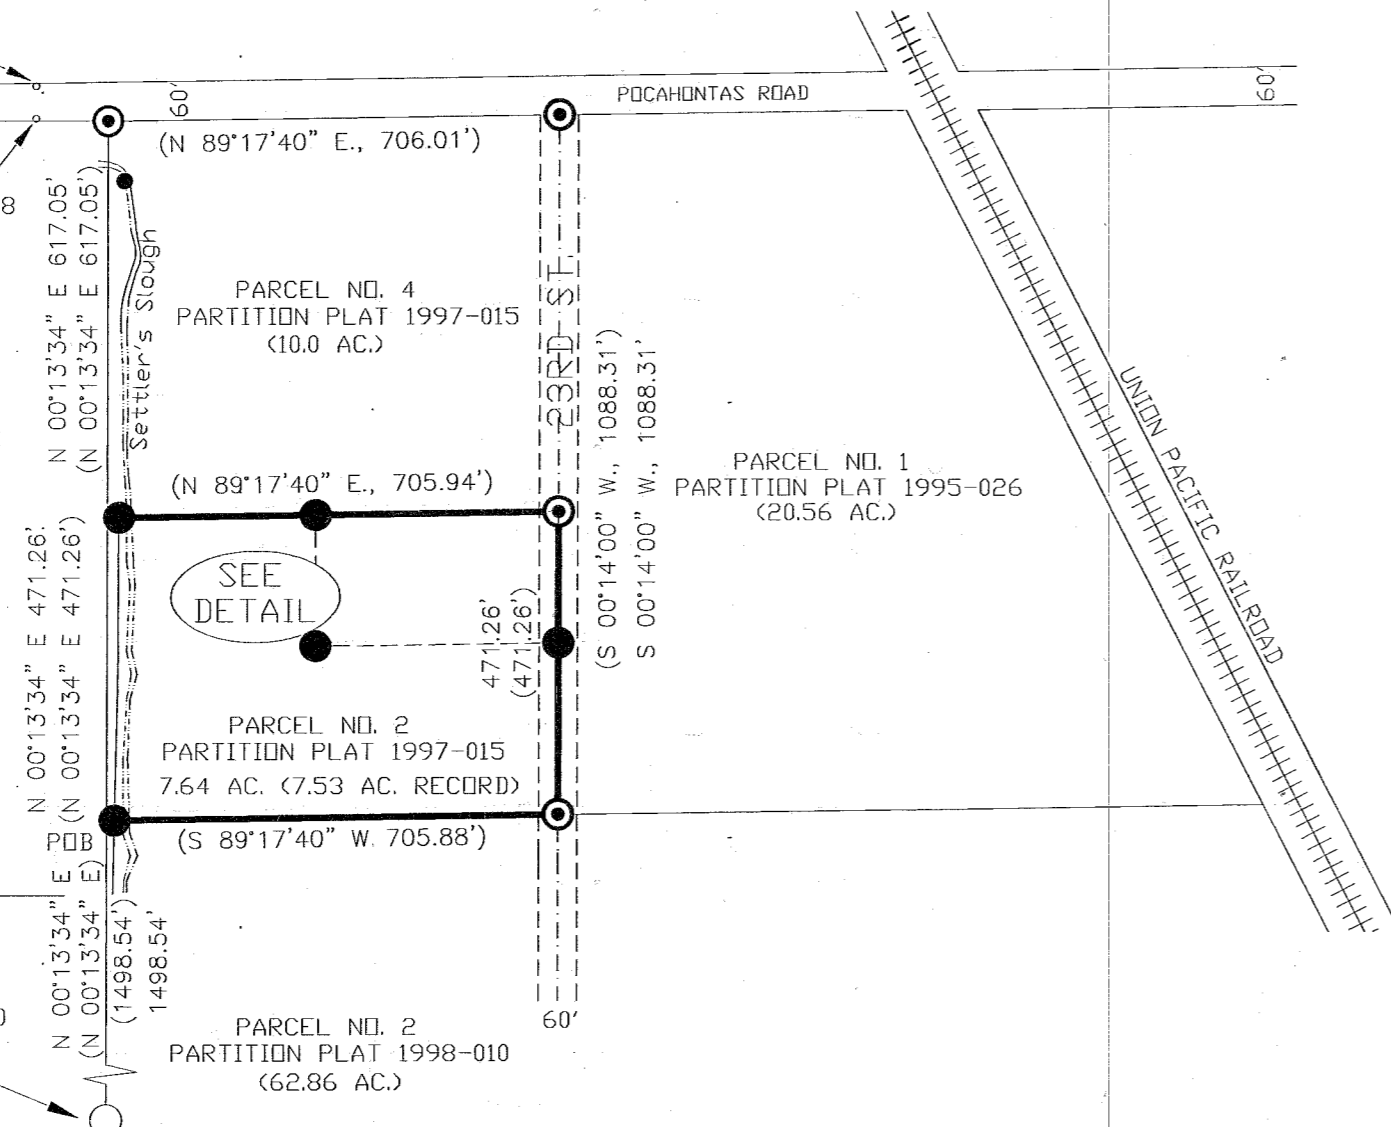 60'
POCAHONTAS ROAD
60'
(N 89°17'40" E., 706.01')
8
N 00°13'34" E 617.05'
(N 00°13'34" E 617.05')
Settler's Slough
PARCEL NO. 4
PARTITION PLAT 1997-015
(10.0 AC.)
23RD ST.
(S 00°14'00" W., 1088.31')
S 00°14'00" W., 1088.31'
UNION PACIFIC RAILROAD
PARCEL NO. 1
PARTITION PLAT 1995-026
(20.56 AC.)
(N 89°17'40" E., 705.94')
N 00°13'34" E 471.26'
(N 00°13'34" E 471.26')
SEE
DETAIL
471.26'
(471.26')
PARCEL NO. 2
PARTITION PLAT 1997-015
7.64 AC. (7.53 AC. RECORD)
POB
(S 89°17'40" W. 705.88')
N 00°13'34" E
(N 00°13'34" E)
(1498.54')
1498.54'
60'
PARCEL NO. 2
PARTITION PLAT 1998-010
(62.86 AC.)